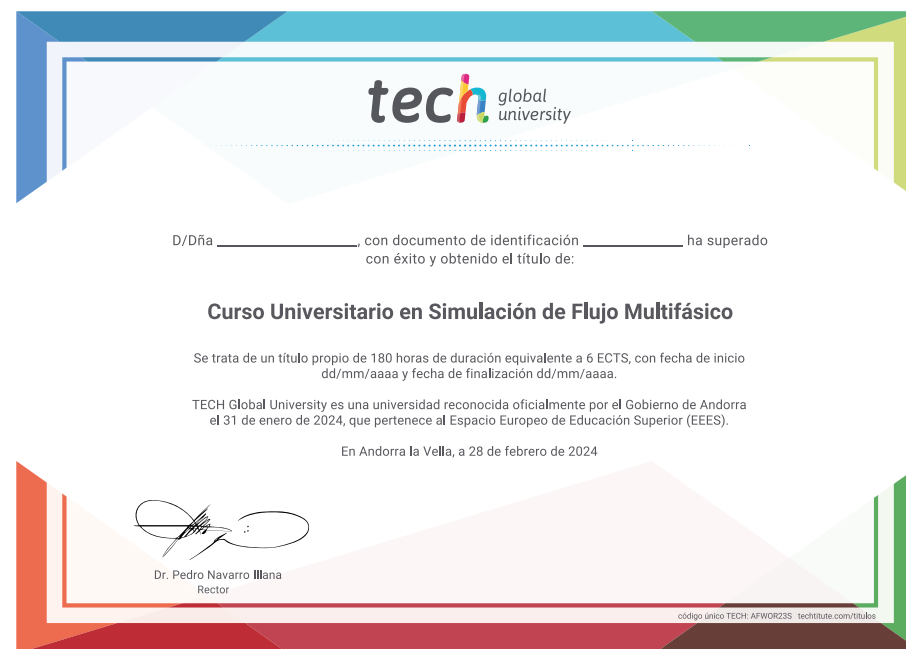 tech global university
D/Dña ____________________, con documento de identificación ______________ ha superado
con éxito y obtenido el título de:
Curso Universitario en Simulación de Flujo Multifásico
Se trata de un título propio de 180 horas de duración equivalente a 6 ECTS, con fecha de inicio
dd/mm/aaaa y fecha de finalización dd/mm/aaaa.
TECH Global University es una universidad reconocida oficialmente por el Gobierno de Andorra
el 31 de enero de 2024, que pertenece al Espacio Europeo de Educación Superior (EEES).
En Andorra la Vella, a 28 de febrero de 2024
Dr. Pedro Navarro Illana
Rector
código único TECH: AFWOR23S techtitute.com/titulos